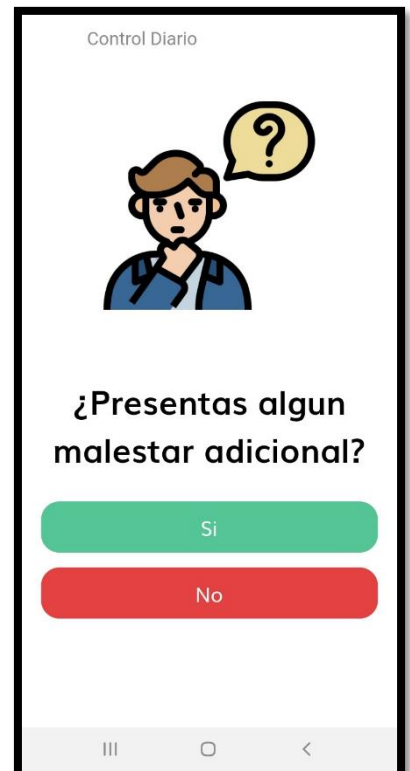 Control Diario
?
¿Presentas algun
malestar adicional?
Si
No